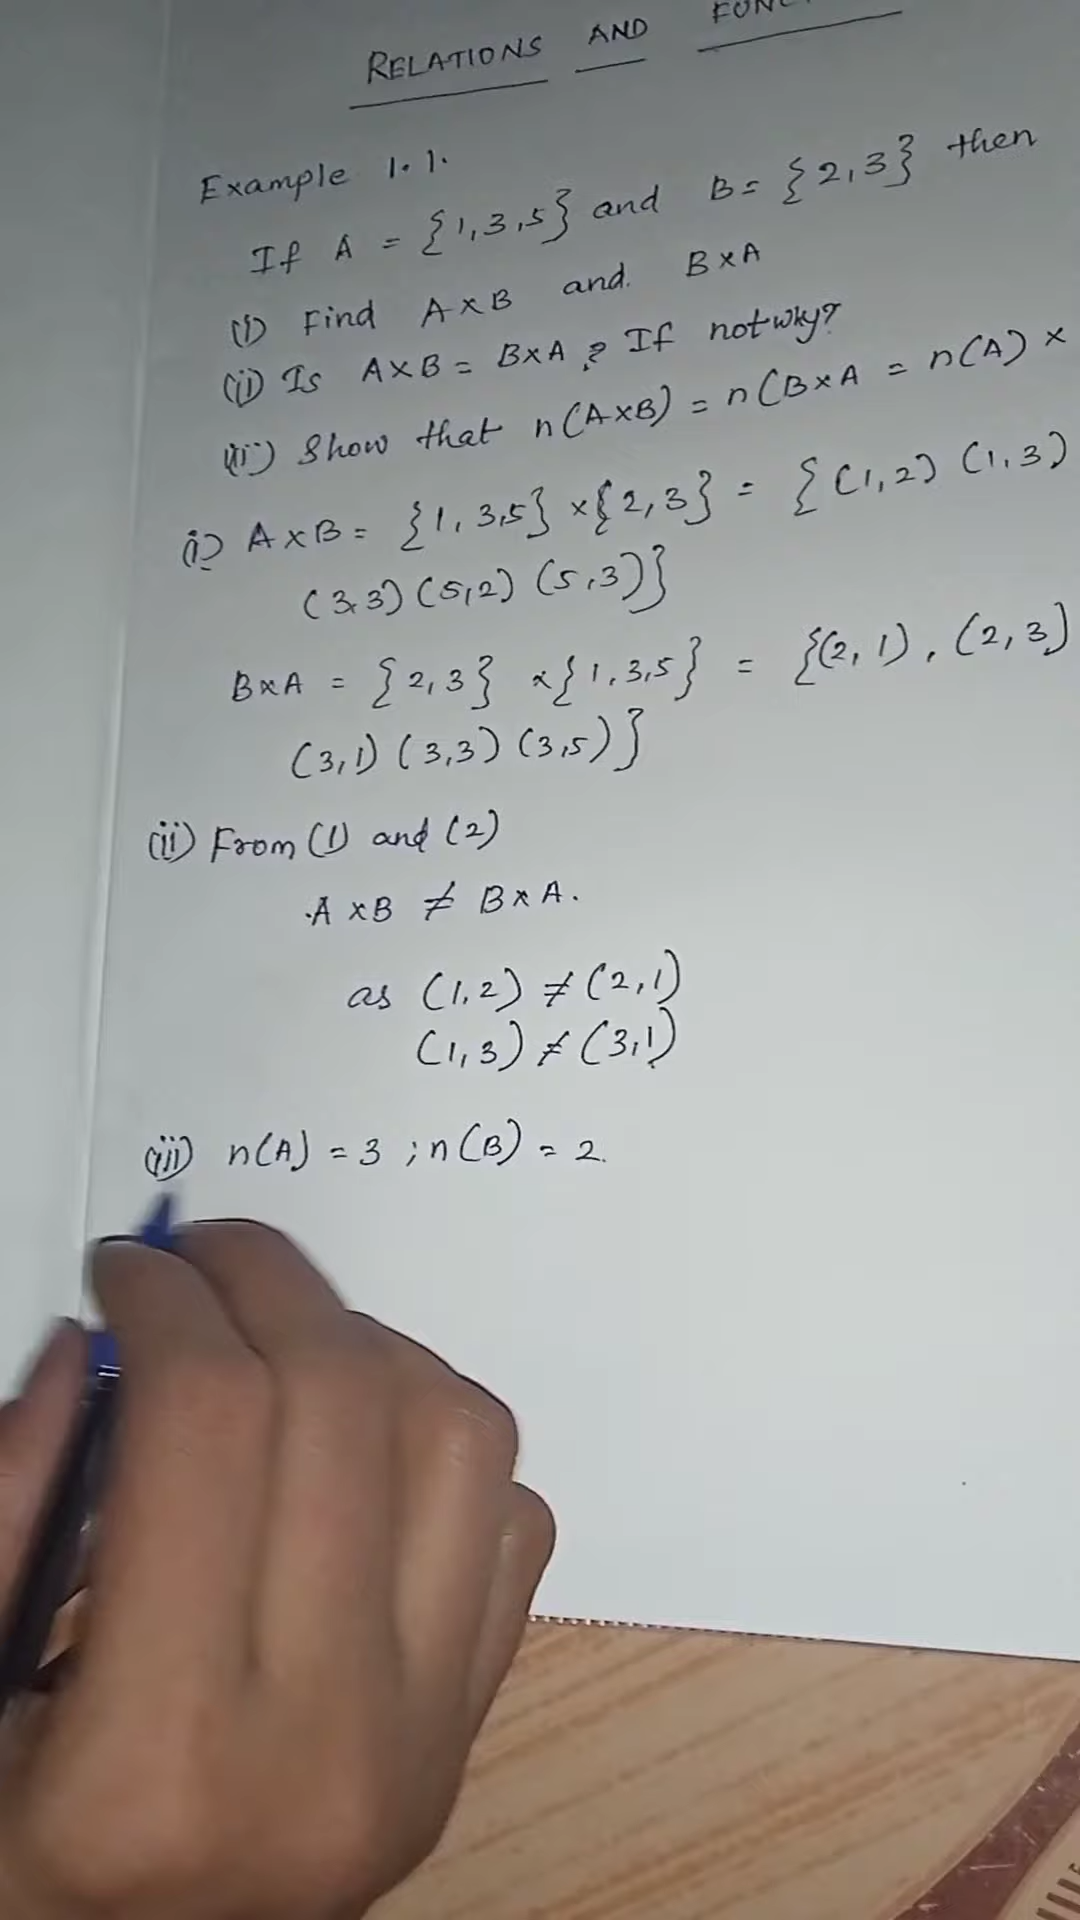 RELATIONS AND
Example 1.1.
If A = {1,3,5} and B = {2,3} then
(i) Find A×B and. B×A
(ii) Is A×B = B×A ? If not why?
(iii) Show that n(A×B) = n(B×A = n(A) ×
(i) A×B = {1,3,5} ×{2,3} = {(1,2) (1,3)
(3,3) (5,2) (5,3)}
B×A = {2,3} ×{1,3,5} = {(2,1), (2,3)
(3,1) (3,3) (3,5)}
(ii) From (1) and (2)
A×B ≠ B×A.
as (1,2) ≠ (2,1)
(1,3) ≠ (3,1)
(iii) n(A) = 3 ; n(B) = 2.